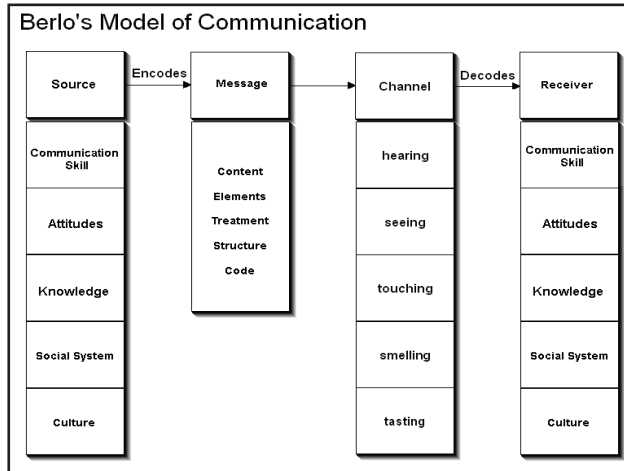 Berlo's Model of Communication
Source
Encodes
Message
Channel
Decodes
Receiver
Communication
Skill
Attitudes
Knowledge
Social System
Culture
Content
Elements
Treatment
Structure
Code
hearing
seeing
touching
smelling
tasting
Communication
Skill
Attitudes
Knowledge
Social System
Culture